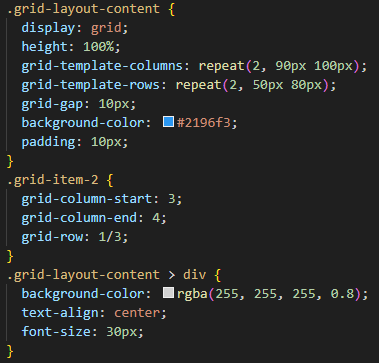 .grid-layout-content {
display: grid;
height: 100%;
grid-template-columns: repeat(2, 90px 100px);
grid-template-rows: repeat(2, 50px 80px);
grid-gap: 10px;
background-color: #2196f3;
padding: 10px;
}
.grid-item-2 {
grid-column-start: 3;
grid-column-end: 4;
grid-row: 1/3;
}
.grid-layout-content > div {
background-color: rgba(255, 255, 255, 0.8);
text-align: center;
font-size: 30px;
}